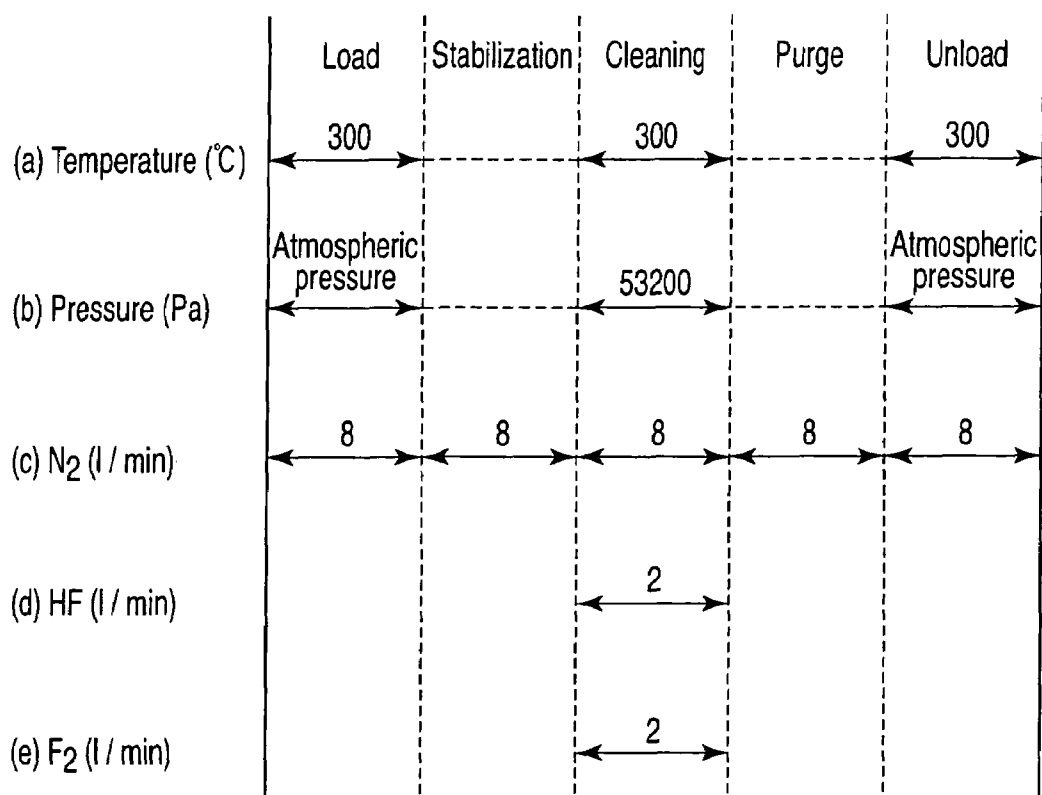 Load Stabilization Cleaning Purge Unload
(a) Temperature (℃) 300 300 300
(b) Pressure (Pa) Atmospheric pressure 53200 Atmospheric pressure
(c) N2 (l / min) 8 8 8 8 8
(d) HF (l / min) 2
(e) F2 (l / min) 2